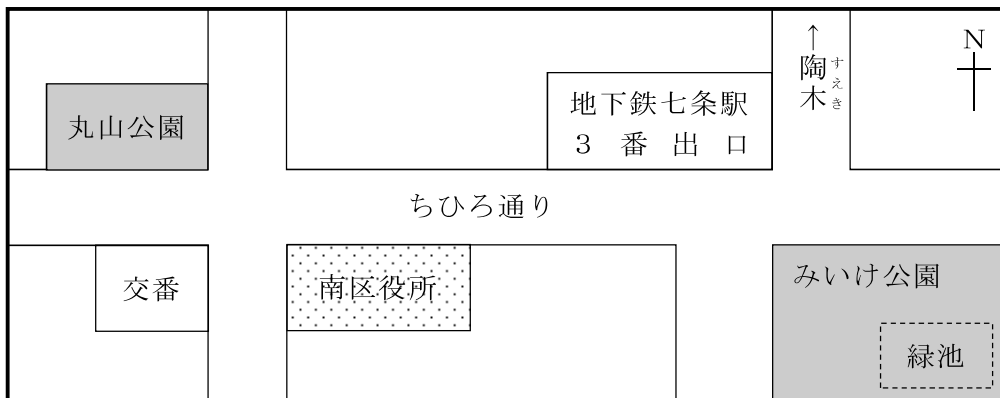 丸山公園
地下鉄七条駅
3番出口
↑陶木
すえき
N
ちひろ通り
交番
南区役所
みいけ公園
緑池